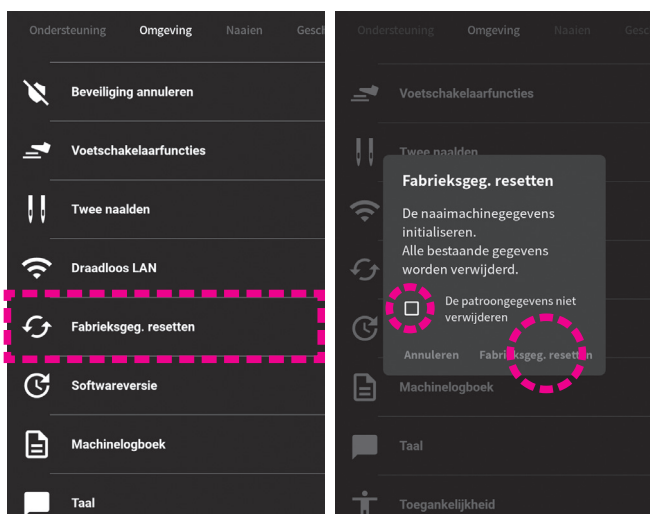 Ondersteuning Omgeving Naaien Gesch
Beveiliging annuleren
Voetschakelaarfuncties
Twee naalden
Draadloos LAN
Fabrieksgeg. resetten
Softwareversie
Machinelogboek
Taal
Ondersteuning Omgeving Naaien Gesc
Voetschakelaarfuncties
Twee naalden
Fabrieksgeg. resetten
De naaimachinegegevens
initialiseren.
Alle bestaande gegevens
worden verwijderd.
De patroongegevens niet
verwijderen
Annuleren Fabrieksgeg. resetten
Machinelogboek
Taal
Toegankelijkheid